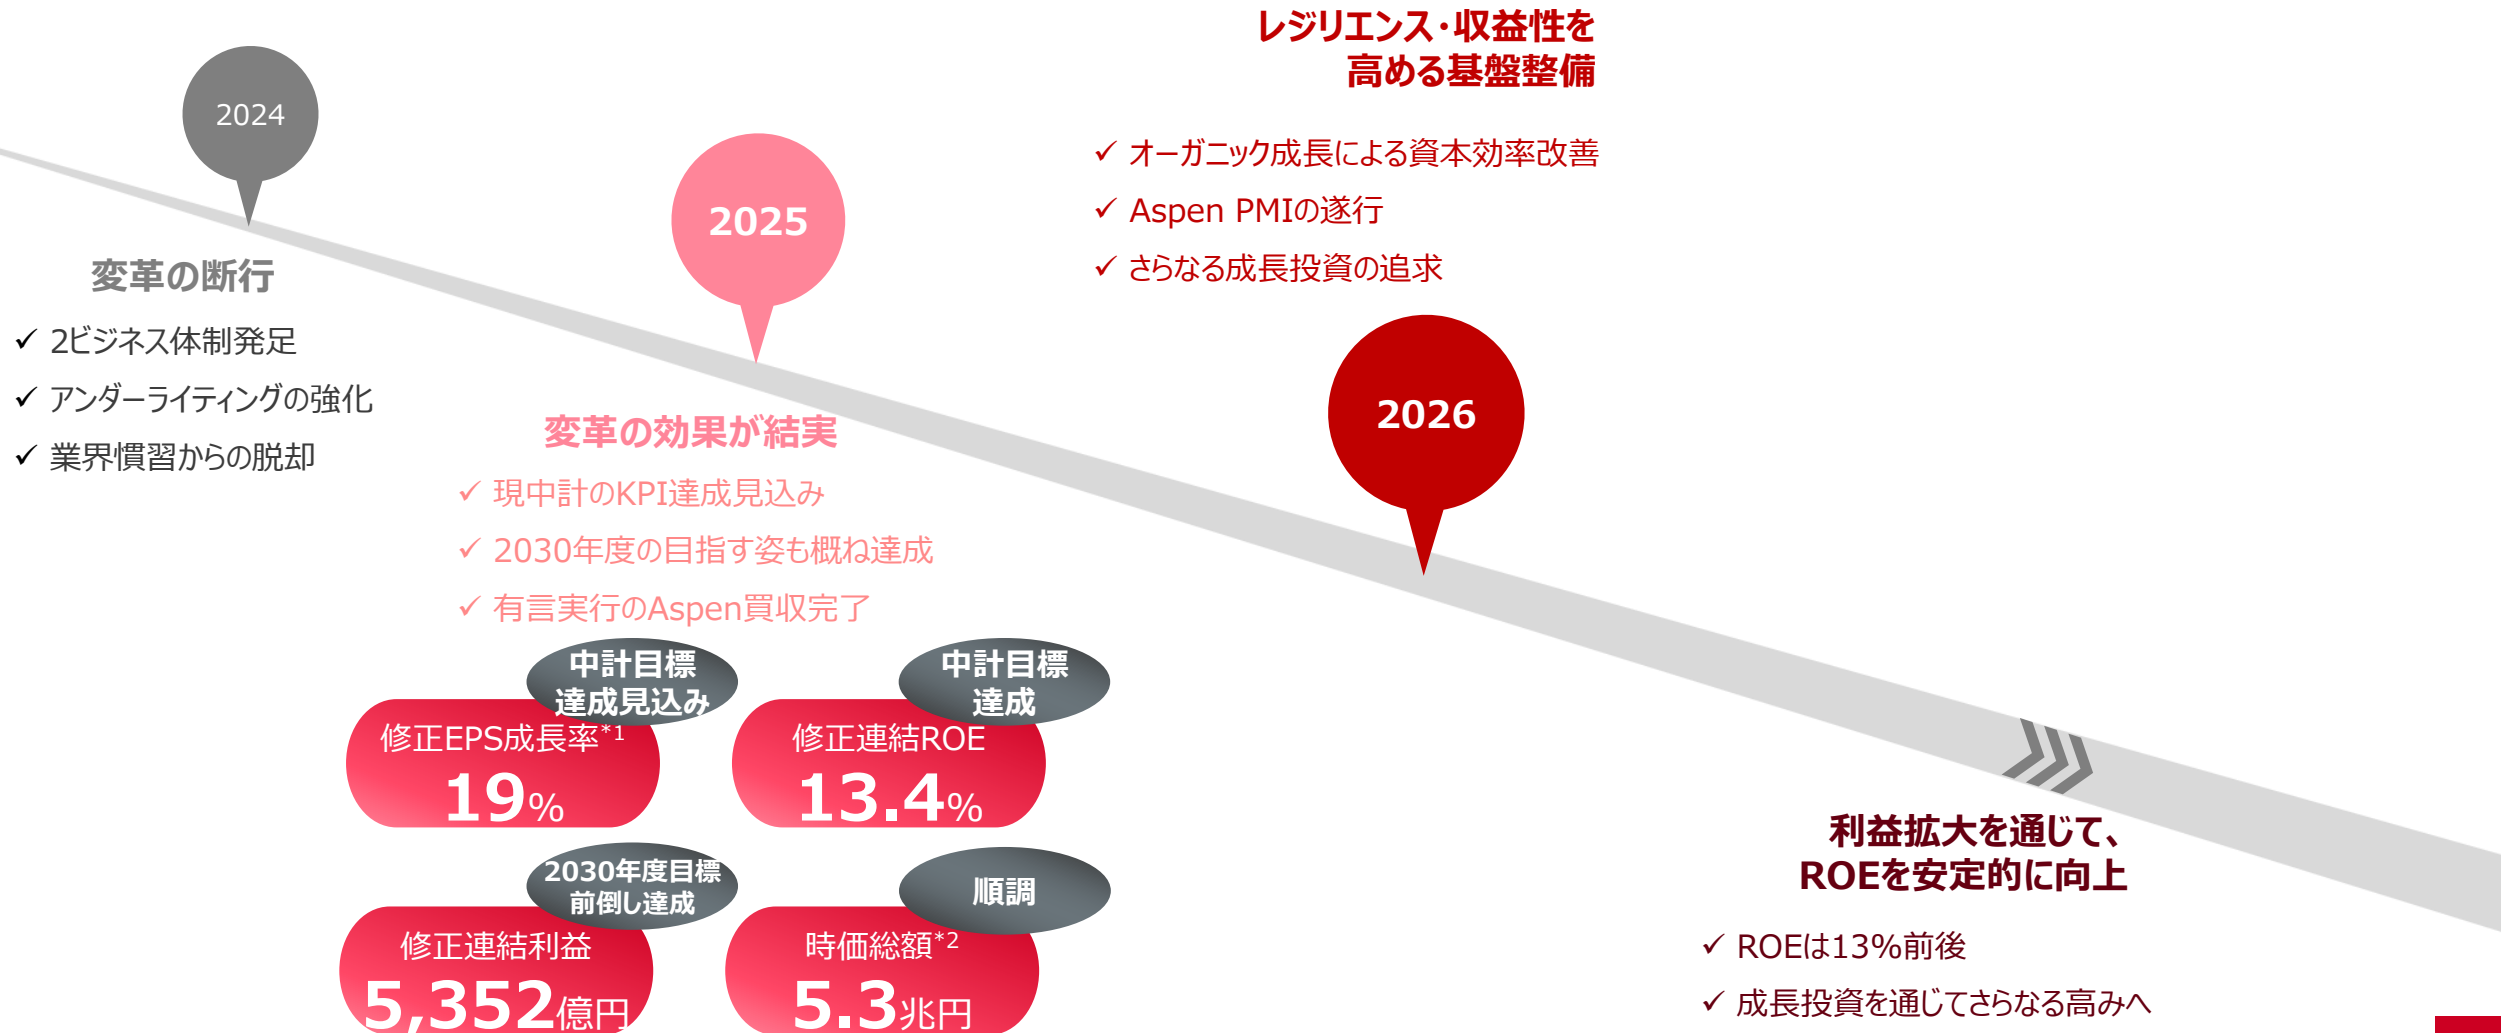 2024
変革の断行
✓ 2ビジネス体制発足
✓ アンダーライティングの強化
✓ 業界慣習からの脱却
2025
変革の効果が結実
✓ 現中計のKPI達成見込み
✓ 2030年度の目指す姿も概ね達成
✓ 有言実行のAspen買収完了
中計目標
達成見込み
修正EPS成長率*1
19%
中計目標
達成
修正連結ROE
13.4%
2030年度目標
前倒し達成
修正連結利益
5,352億円
順調
時価総額*2
5.3兆円
レジリエンス・収益性を
高める基盤整備
✓ オーガニック成長による資本効率改善
✓ Aspen PMIの遂行
✓ さらなる成長投資の追求
2026
利益拡大を通じて、
ROEを安定的に向上
✓ ROEは13%前後
✓ 成長投資を通じてさらなる高みへ